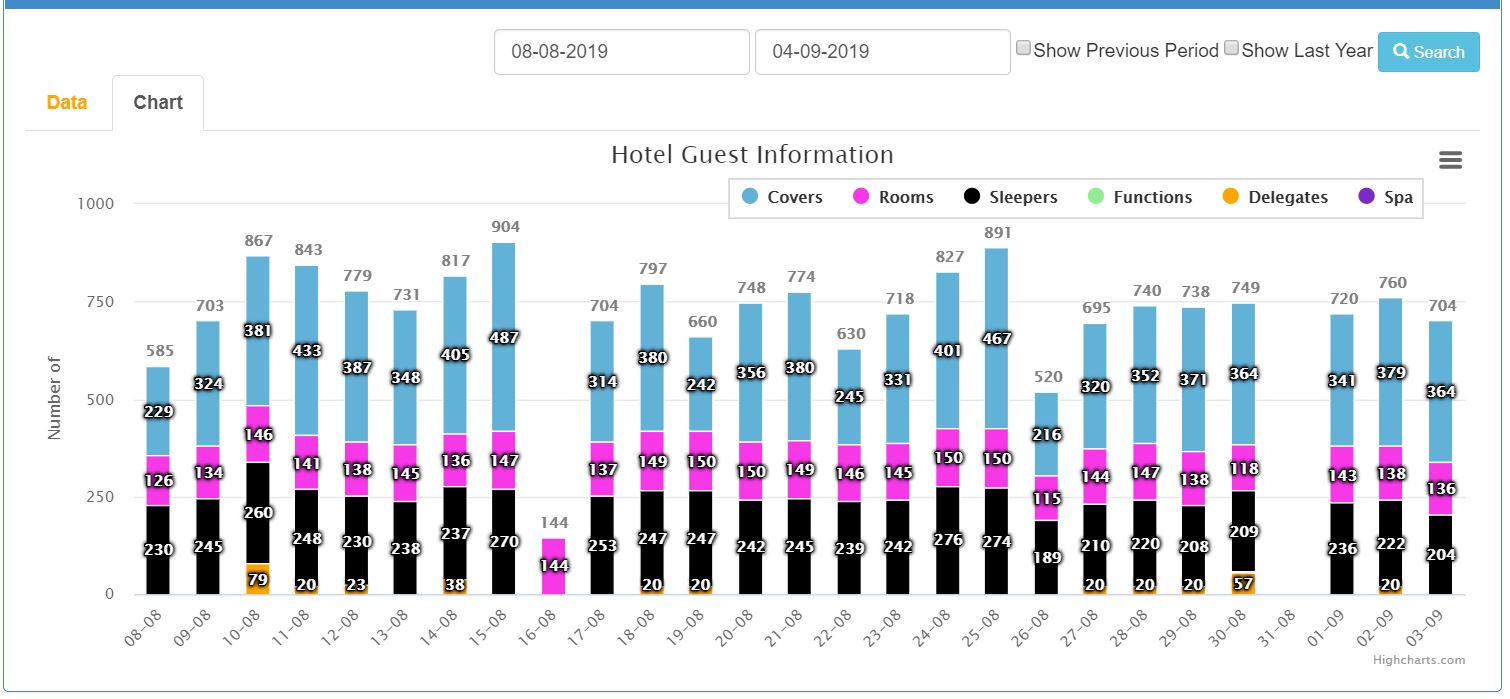 08-08-2019 04-09-2019 Show Previous Period Show Last Year Search
Data Chart
Hotel Guest Information
Covers Rooms Sleepers Functions Delegates Spa
Number of
1000
750
500
250
0
585 703 867 843 779 731 817 904 144 704 797 660 748 774 630 718 827 891 520 695 740 738 749 720 760 704
229 324 381 433 387 348 405 487 314 380 242 356 380 245 331 401 467 216 320 352 371 364 341 379 364
126 134 146 141 138 145 136 147 144 137 149 150 150 149 146 145 150 150 115 144 147 138 118 143 138 136
230 245 260 248 230 238 237 270 253 247 247 242 245 239 242 276 274 189 210 220 208 209 236 222 204
79 20 23 38 20 20 20 20 20 57 20
08-08 09-08 10-08 11-08 12-08 13-08 14-08 15-08 16-08 17-08 18-08 19-08 20-08 21-08 22-08 23-08 24-08 25-08 26-08 27-08 28-08 29-08 30-08 31-08 01-09 02-09 03-09
Highcharts.com